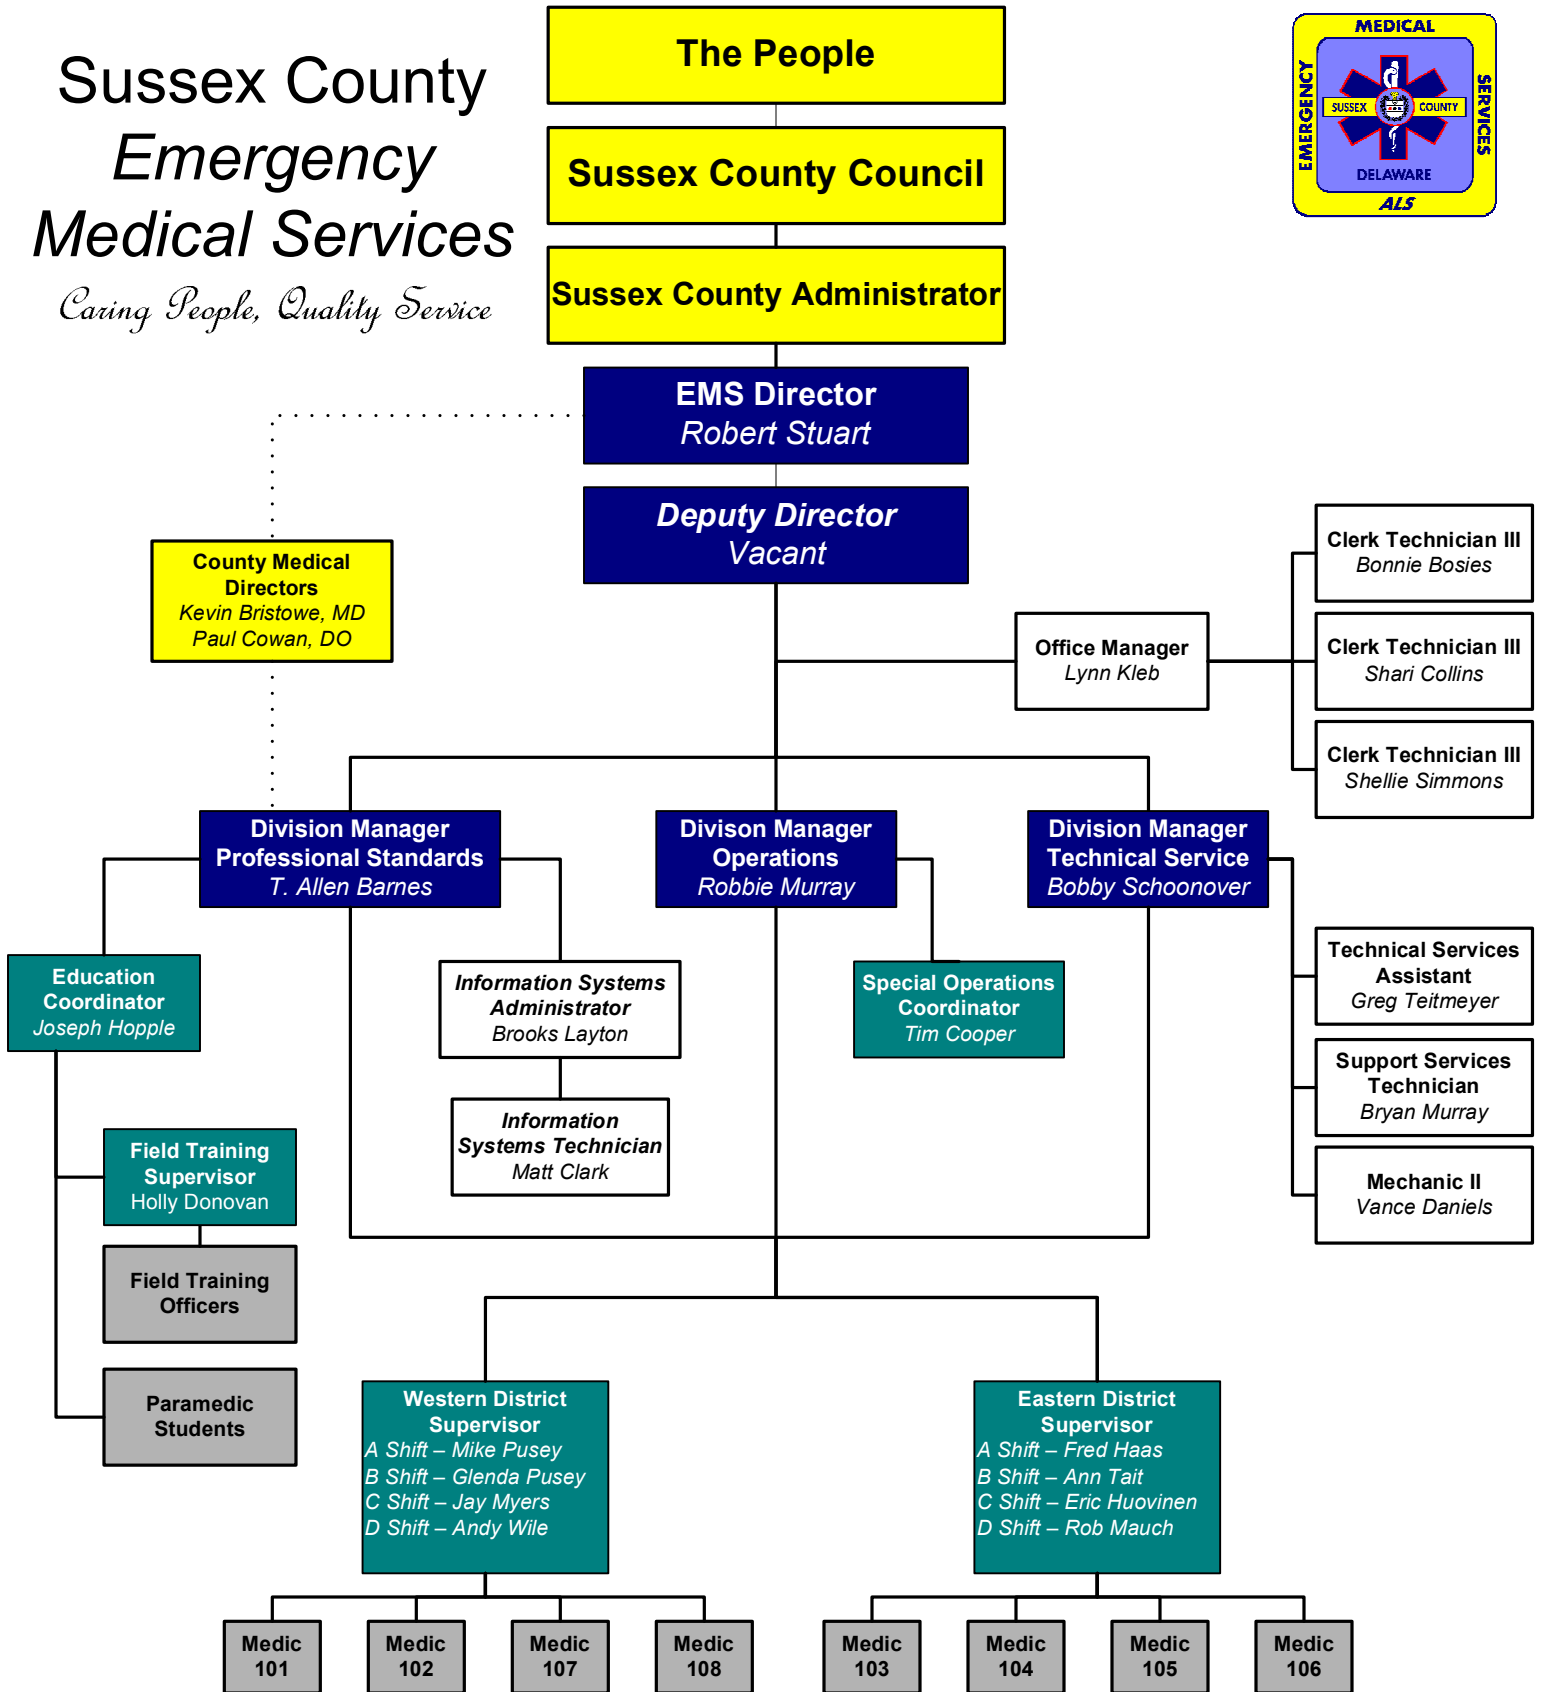 Sussex County
Emergency
Medical Services
Caring People, Quality Service
The People
Sussex County Council
Sussex County Administrator
MEDICAL
EMERGENCY
SERVICES
SUSSEX
COUNTY
DELAWARE
ALS
EMS Director
Robert Stuart
Deputy Director
Vacant
County Medical
Directors
Kevin Bristowe, MD
Paul Cowan, DO
Office Manager
Lynn Kleb
Clerk Technician III
Bonnie Bosies
Clerk Technician III
Shari Collins
Clerk Technician III
Shellie Simmons
Division Manager
Professional Standards
T. Allen Barnes
Divison Manager
Operations
Robbie Murray
Division Manager
Technical Service
Bobby Schoonover
Education
Coordinator
Joseph Hopple
Information Systems
Administrator
Brooks Layton
Special Operations
Coordinator
Tim Cooper
Technical Services
Assistant
Greg Teitmeyer
Support Services
Technician
Bryan Murray
Mechanic II
Vance Daniels
Information
Systems Technician
Matt Clark
Field Training
Supervisor
Holly Donovan
Field Training
Officers
Paramedic
Students
Western District
Supervisor
A Shift – Mike Pusey
B Shift – Glenda Pusey
C Shift – Jay Myers
D Shift – Andy Wile
Eastern District
Supervisor
A Shift – Fred Haas
B Shift – Ann Tait
C Shift – Eric Huovinen
D Shift – Rob Mauch
Medic
101
Medic
102
Medic
107
Medic
108
Medic
103
Medic
104
Medic
105
Medic
106